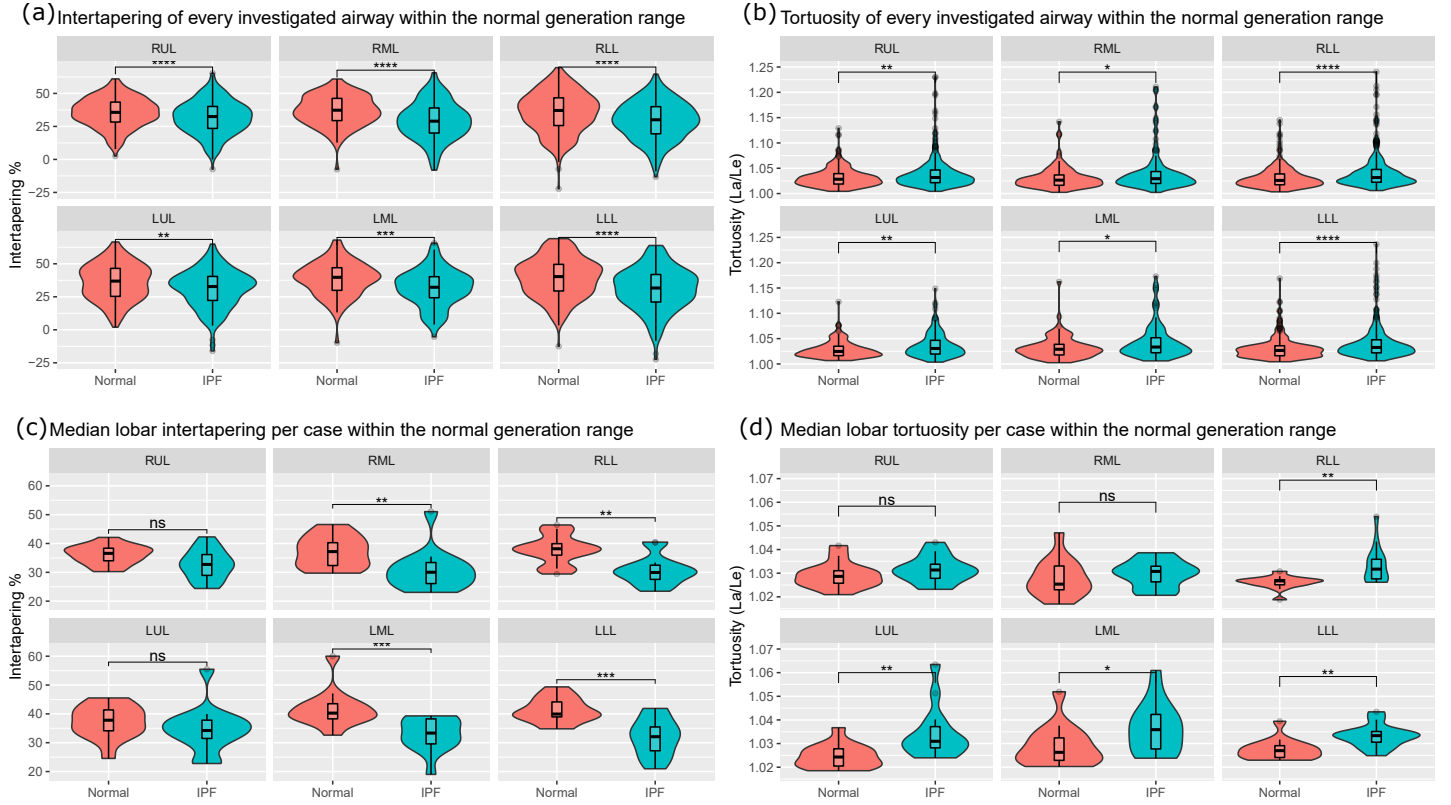 (a) Intertapering of every investigated airway within the normal generation range
RUL RML RLL
**** **** ****
50
25
0
−25
LUL LML LLL
** *** ****
50
25
0
−25
Intertapering %
Normal IPF Normal IPF Normal IPF
(b) Tortuosity of every investigated airway within the normal generation range
RUL RML RLL
** * ****
1.25
1.20
1.15
1.10
1.05
1.00
LUL LML LLL
** * ****
1.25
1.20
1.15
1.10
1.05
1.00
Tortuosity (La/Le)
Normal IPF Normal IPF Normal IPF
(c) Median lobar intertapering per case within the normal generation range
RUL RML RLL
ns ** **
60
50
40
30
20
LUL LML LLL
ns *** ***
60
50
40
30
20
Intertapering %
Normal IPF Normal IPF Normal IPF
(d) Median lobar tortuosity per case within the normal generation range
RUL RML RLL
ns ns **
1.07
1.06
1.05
1.04
1.03
1.02
LUL LML LLL
** * **
1.07
1.06
1.05
1.04
1.03
1.02
Tortuosity (La/Le)
Normal IPF Normal IPF Normal IPF